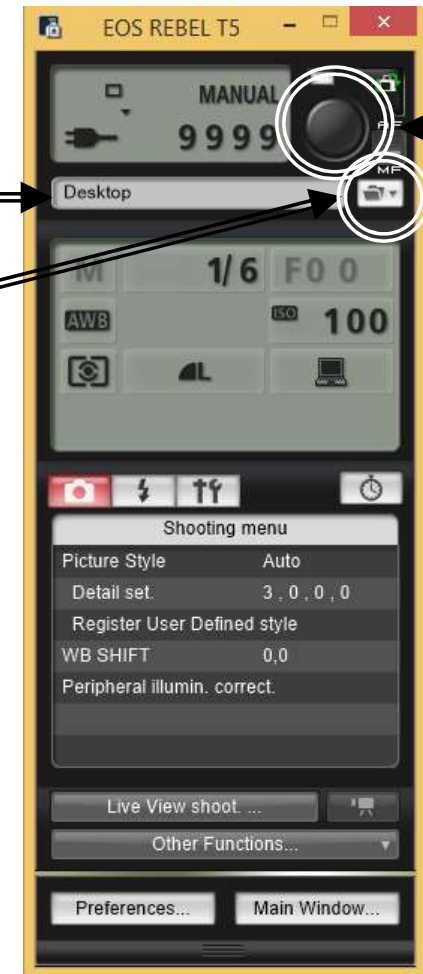 EOS REBEL T5
MANUAL
9999
AF
MF
Desktop
M 1/6 F0 0
AWB ISO 100
L
Shooting menu
Picture Style Auto
Detail set. 3 , 0 , 0 , 0
Register User Defined style
WB SHIFT 0,0
Peripheral illumin. correct.
Live View shoot. ...
Other Functions...
Preferences... Main Window...